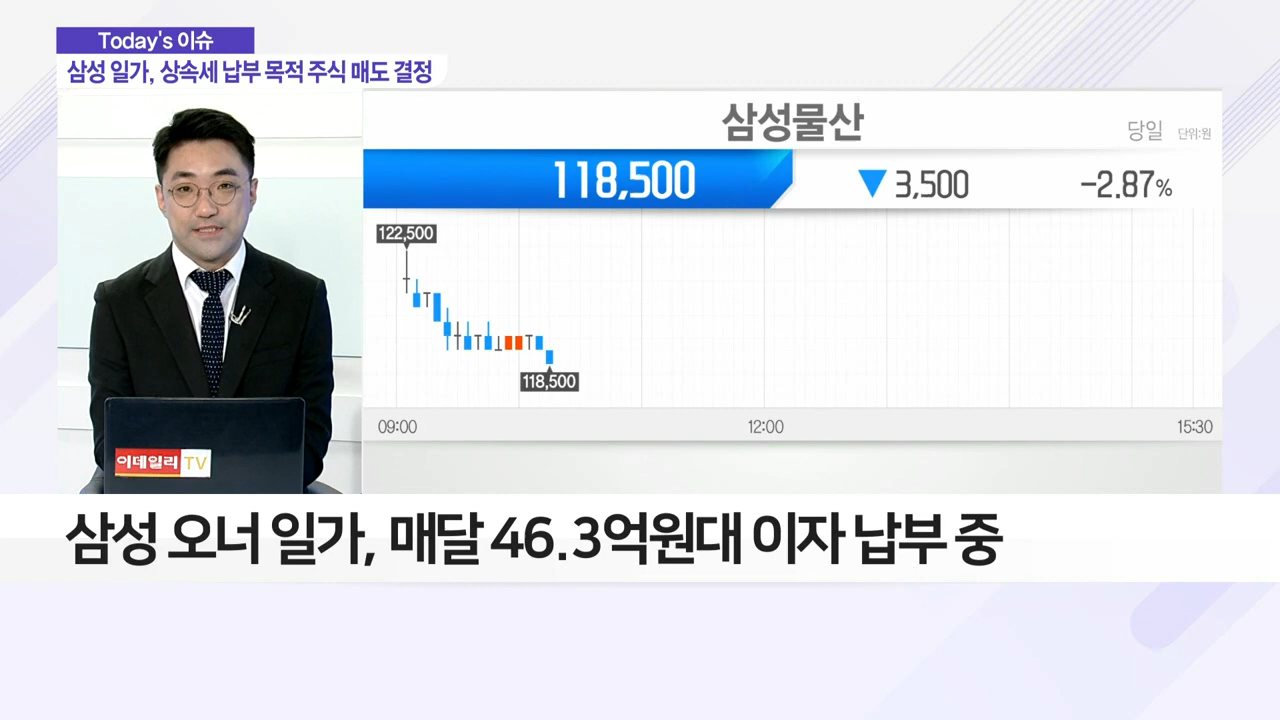 Today's 이슈
삼성 일가, 상속세 납부 목적 주식 매도 결정
삼성물산
당일 단위:원
118,500 ▼ 3,500 -2.87%
122,500
118,500
09:00 12:00 15:30
이데일리 TV
삼성 오너 일가, 매달 46.3억원대 이자 납부 중